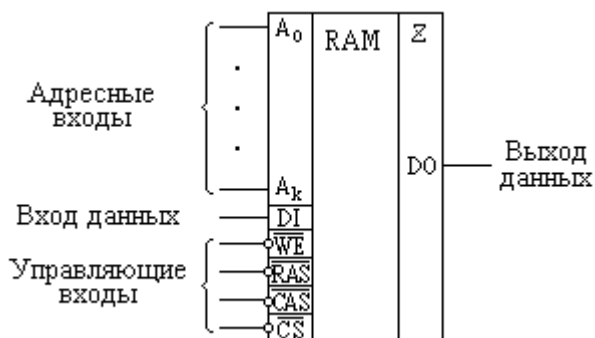 A0 RAM Z
Адресные
входы
DO
Выход
данных
Ak
Вход данных
DI
WE
Управляющие
входы
RAS
CAS
CS